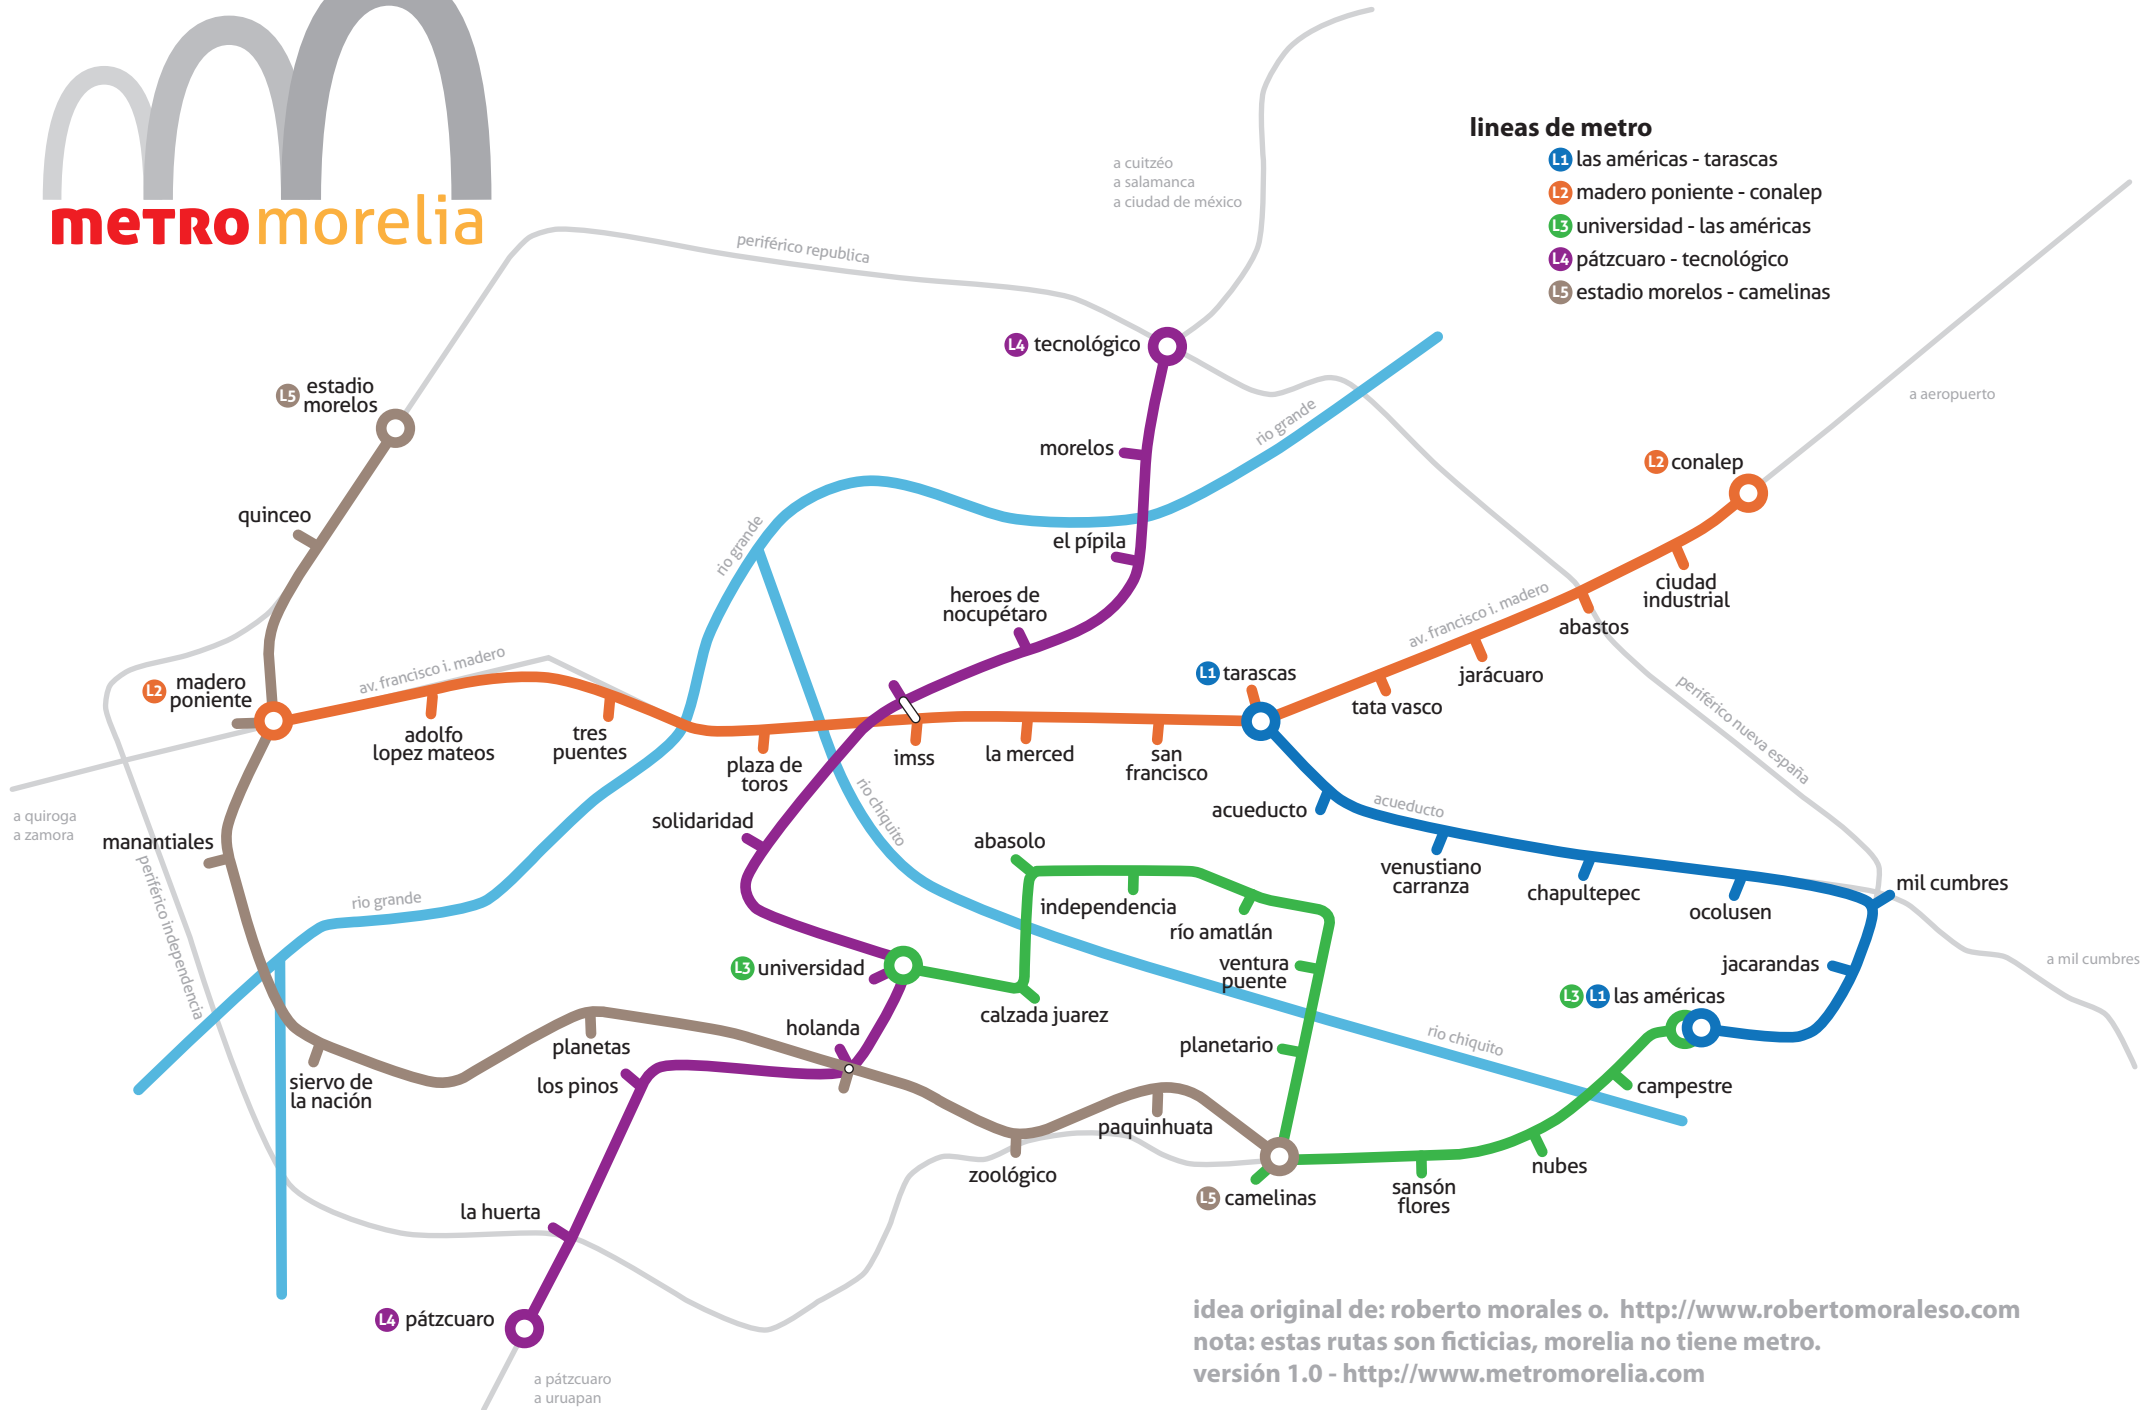 metromorelia
lineas de metro
L1 las américas - tarascas
L2 madero poniente - conalep
L3 universidad - las américas
L4 pátzcuaro - tecnológico
L5 estadio morelos - camelinas
a cuitzéo
a salamanca
a ciudad de méxico
periférico republica
L4 tecnológico
L5 estadio
morelos
a aeropuerto
rio grande
morelos
L2 conalep
quinceo
rio grande
el pípila
heroes de
nocupétaro
ciudad
industrial
av. francisco i. madero
abastos
av. francisco i. madero
L2 madero
poniente
L1 tarascas
jarácuaro
tata vasco
periférico nueva españa
adolfo
lopez mateos
tres
puentes
plaza de
toros
imss
la merced
san
francisco
a quiroga
a zamora
solidaridad
rio chiquito
acueducto
acueducto
manantiales
abasolo
venustiano
carranza
chapultepec
ocolusen
mil cumbres
periférico independencia
rio grande
independencia
río amatlán
L3 universidad
ventura
puente
jacarandas
a mil cumbres
calzada juarez
L3 L1 las américas
holanda
planetas
planetario
rio chiquito
siervo de
la nación
los pinos
campestre
paquinhuata
zoológico
nubes
L5 camelinas
sansón
flores
la huerta
L4 pátzcuaro
a pátzcuaro
a uruapan
idea original de: roberto morales o.  http://www.robertomoraleso.com
nota: estas rutas son ficticias, morelia no tiene metro.
versión 1.0 - http://www.metromorelia.com